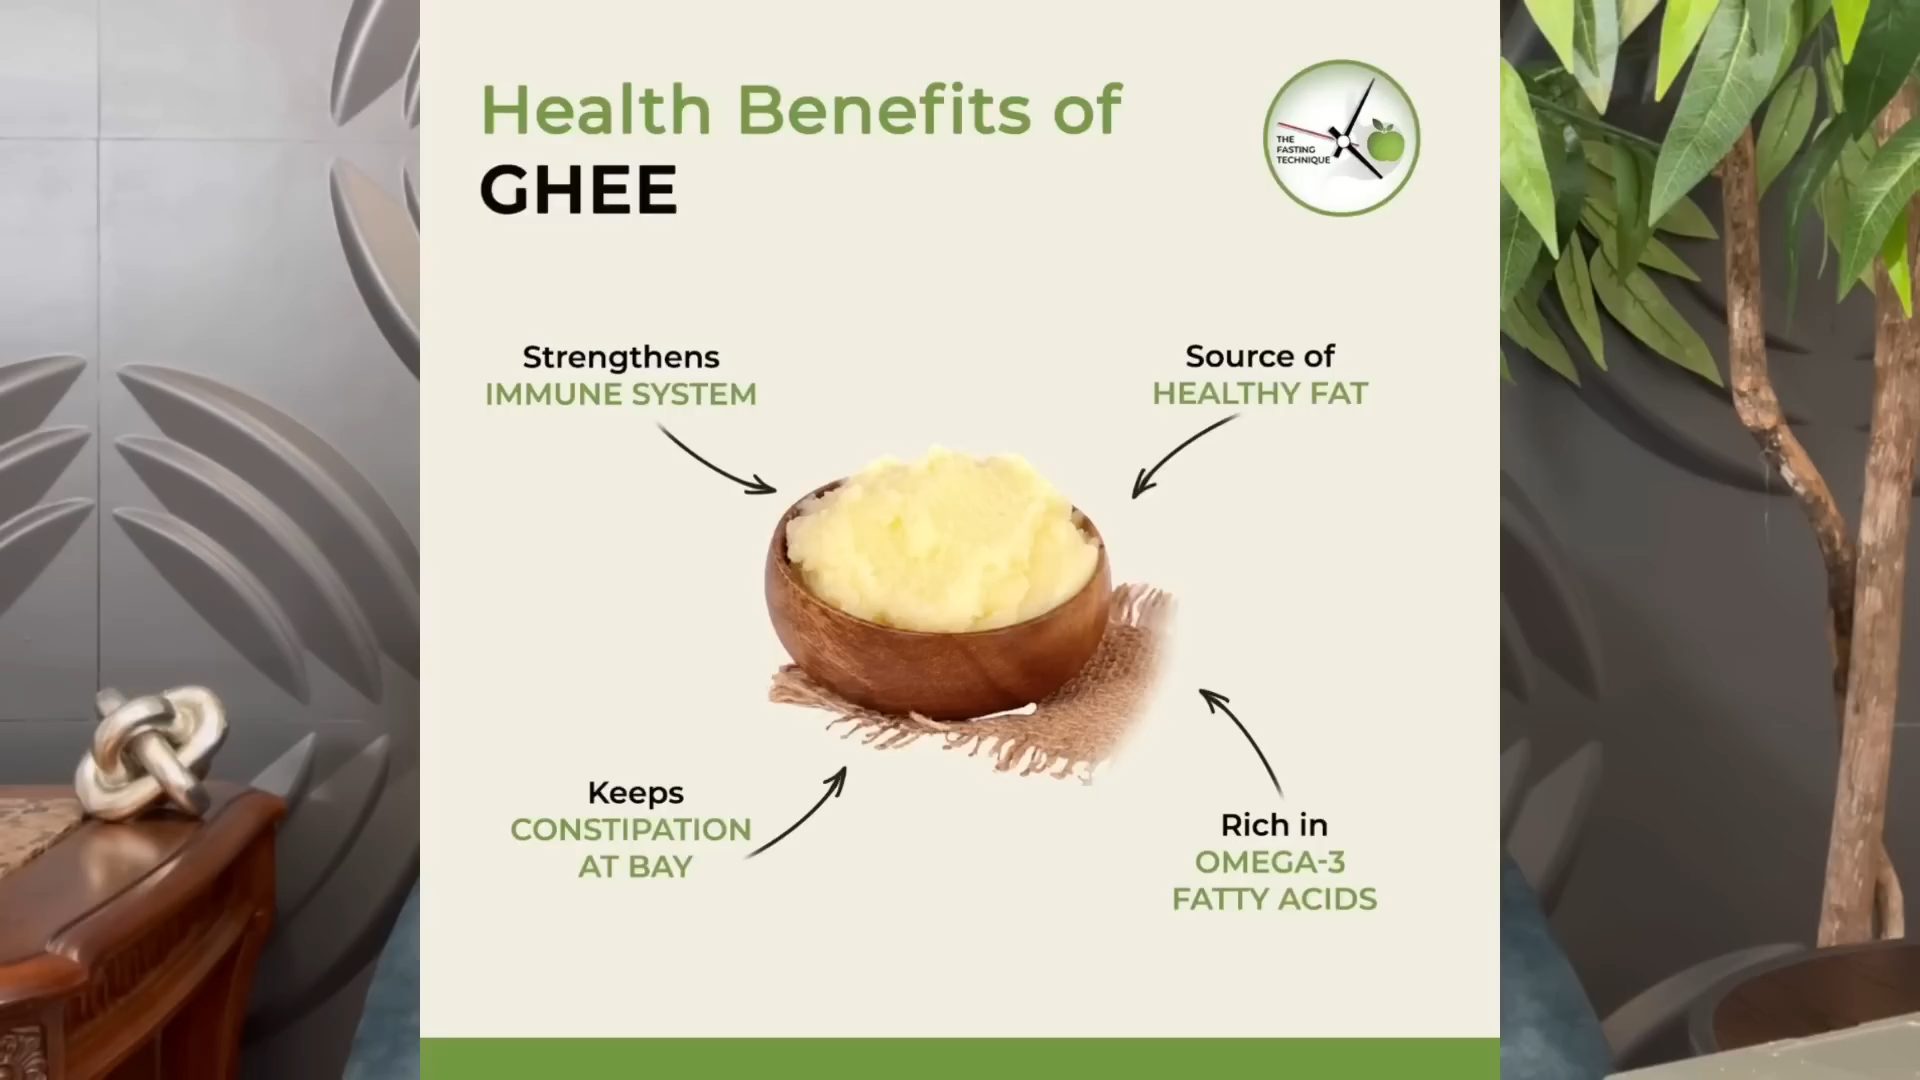 Health Benefits of
GHEE
THE
FASTING
TECHNIQUE
Strengthens
IMMUNE SYSTEM
Source of
HEALTHY FAT
Keeps
CONSTIPATION
AT BAY
Rich in
OMEGA-3
FATTY ACIDS